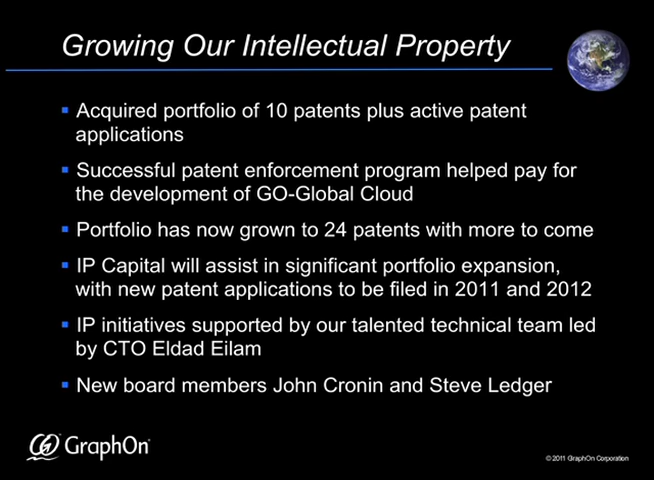 Growing Our Intellectual Property
▪ Acquired portfolio of 10 patents plus active patent
applications
▪ Successful patent enforcement program helped pay for
the development of GO-Global Cloud
▪ Portfolio has now grown to 24 patents with more to come
▪ IP Capital will assist in significant portfolio expansion,
with new patent applications to be filed in 2011 and 2012
▪ IP initiatives supported by our talented technical team led
by CTO Eldad Eilam
▪ New board members John Cronin and Steve Ledger
GraphOn®
© 2011 GraphOn Corporation